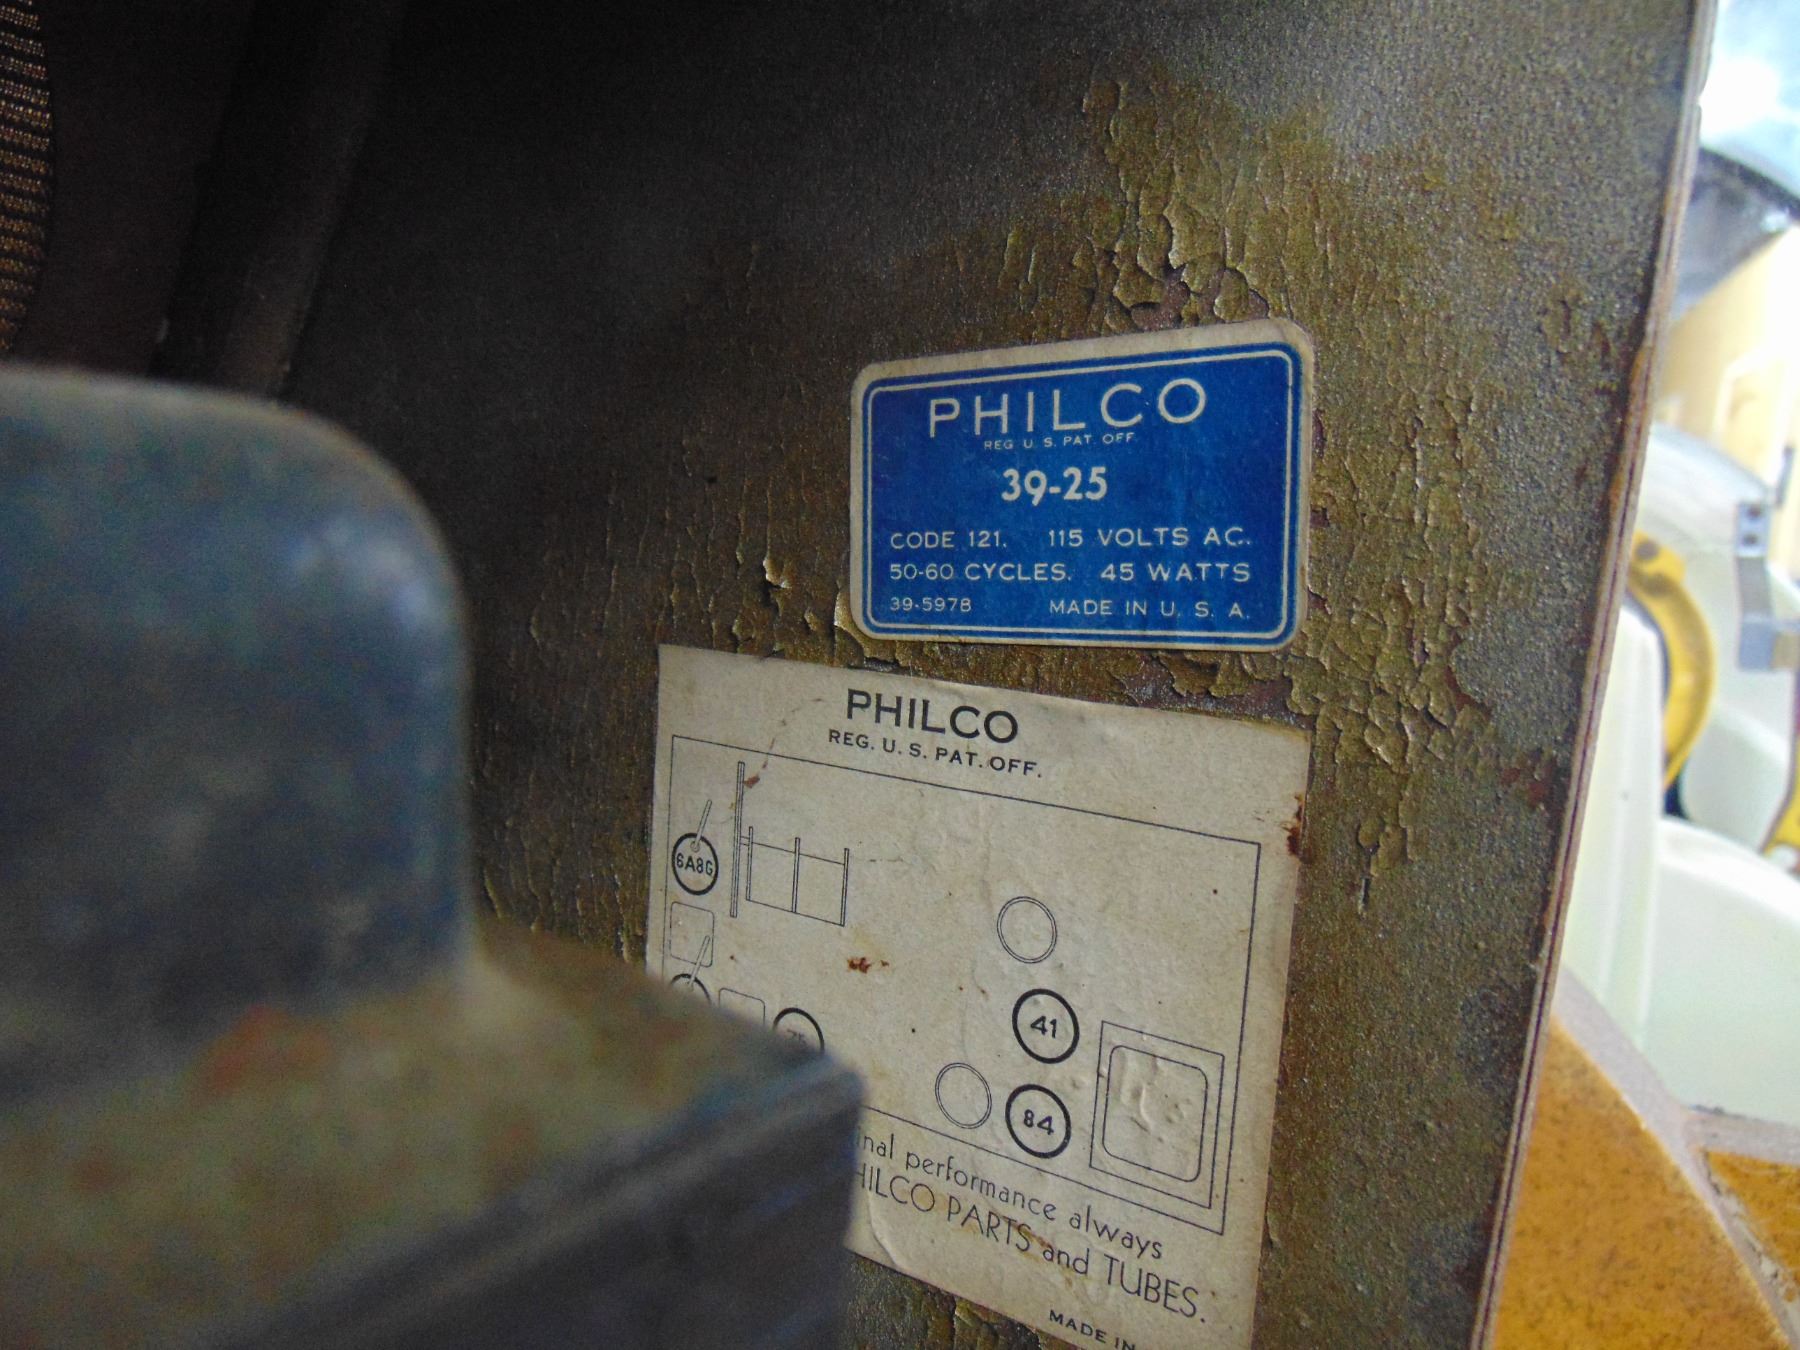 PHILCO
REG. U. S. PAT. OFF.
39-25
CODE 121. 115 VOLTS AC.
50-60 CYCLES. 45 WATTS
39-5978 MADE IN U. S. A.
PHILCO
REG. U. S. PAT. OFF.
6A8G
41
84
performance always
PARTS and TUBES.
MADE IN